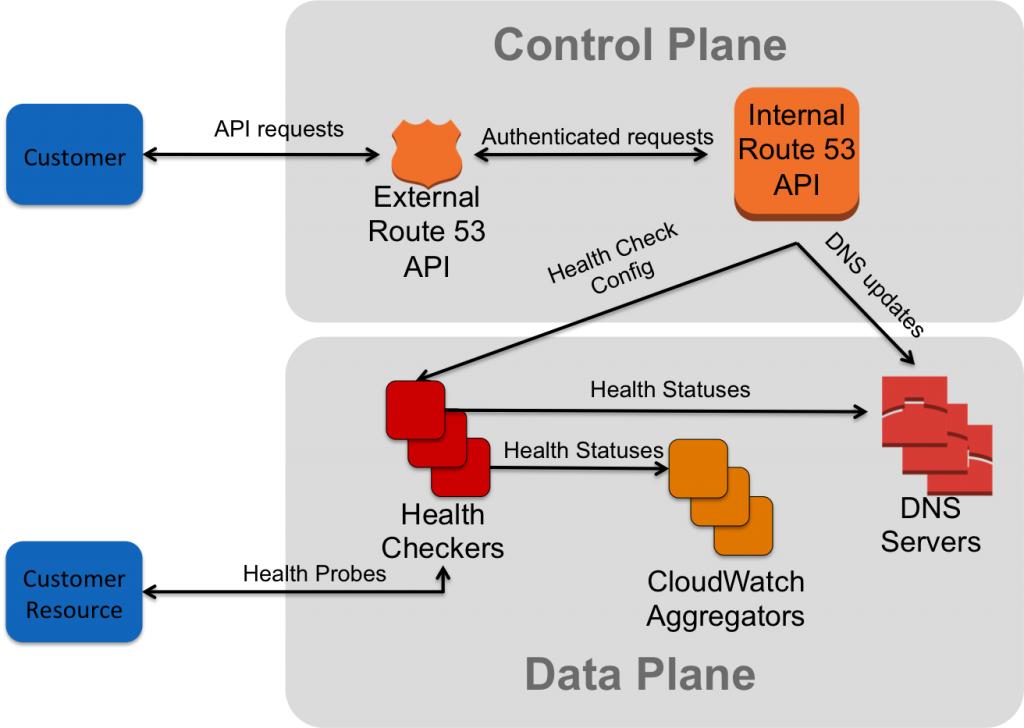 Control Plane
Customer
API requests
External
Route 53
API
Authenticated requests
Internal
Route 53
API
Health Check
Config
DNS updates
Health Statuses
Health Statuses
Health
Checkers
CloudWatch
Aggregators
DNS
Servers
Customer
Resource
Health Probes
Data Plane